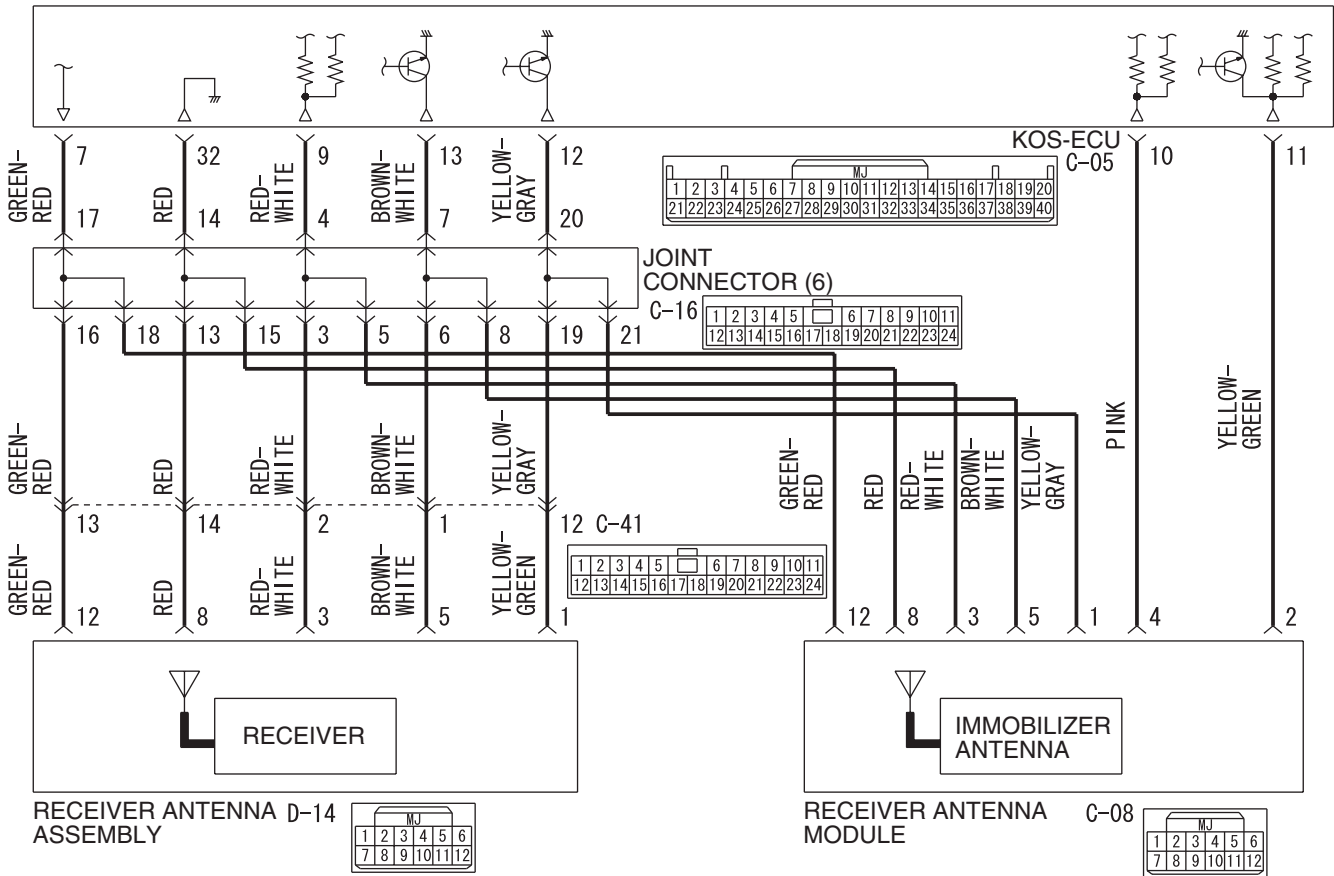 KOS-ECU
C-05
7 32 9 13 12 10 11
GREEN-RED
RED
RED-WHITE
BROWN-WHITE
YELLOW-GRAY
MJ
1 2 3 4 5 6 7 8 9 10 11 12 13 14 15 16 17 18 19 20
21 22 23 24 25 26 27 28 29 30 31 32 33 34 35 36 37 38 39 40
17 14 4 7 20
JOINT
CONNECTOR (6)
C-16
1 2 3 4 5 6 7 8 9 10 11
12 13 14 15 16 17 18 19 20 21 22 23 24
16 18 13 15 3 5 6 8 19 21
GREEN-RED
RED
RED-WHITE
BROWN-WHITE
YELLOW-GRAY
GREEN-RED
RED
RED-WHITE
BROWN-WHITE
YELLOW-GRAY
PINK
YELLOW-GREEN
13 14 2 1 12 C-41
1 2 3 4 5 6 7 8 9 10 11
12 13 14 15 16 17 18 19 20 21 22 23 24
GREEN-RED
RED
RED-WHITE
BROWN-WHITE
YELLOW-GREEN
12 8 3 5 1
12 8 3 5 1 4 2
RECEIVER
IMMOBILIZER
ANTENNA
RECEIVER ANTENNA
ASSEMBLY
D-14
MJ
1 2 3 4 5 6
7 8 9 10 11 12
RECEIVER ANTENNA
MODULE
C-08
MJ
1 2 3 4 5 6
7 8 9 10 11 12